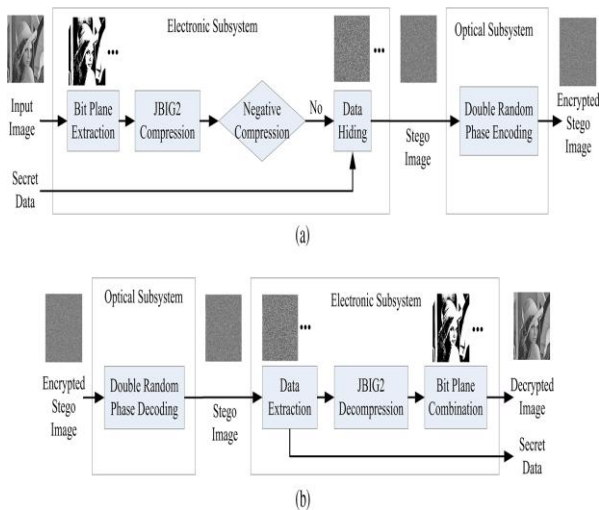 Electronic Subsystem
Optical Subsystem
Input
Image
Bit Plane
Extraction
JBIG2
Compression
Negative
Compression
No
Data
Hiding
Stego
Image
Double Random
Phase Encoding
Encrypted
Stego
Image
Secret
Data
(a)
Optical Subsystem
Electronic Subsystem
Encrypted
Stego
Image
Double Random
Phase Decoding
Stego
Image
Data
Extraction
JBIG2
Decompression
Bit Plane
Combination
Decrypted
Image
Secret
Data
(b)